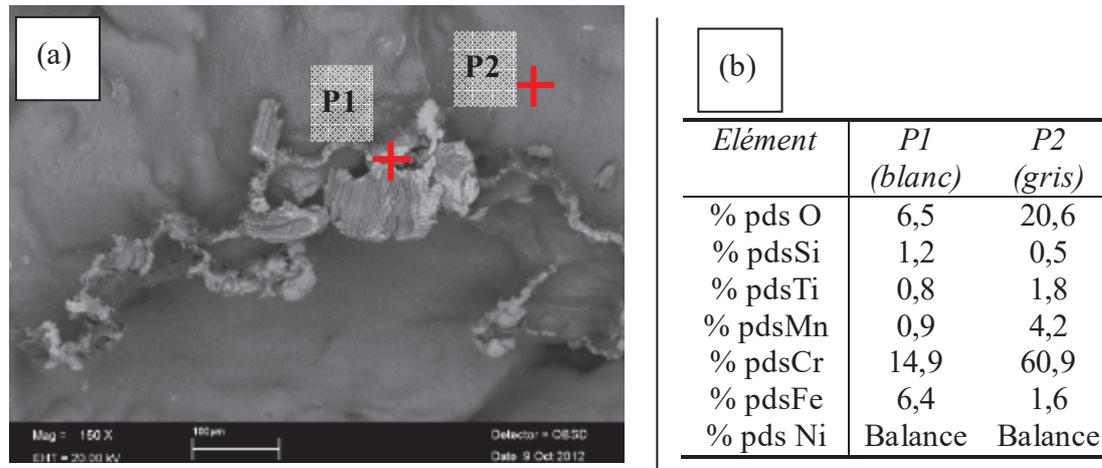 (a)
P1
P2
Mag = 150 X
EHT = 20.00 kV
100µm
Detector = QBSD
Date 9 Oct 2012
(b)
Elément P1 P2
(blanc) (gris)
% pds O 6,5 20,6
% pdsSi 1,2 0,5
% pdsTi 0,8 1,8
% pdsMn 0,9 4,2
% pdsCr 14,9 60,9
% pdsFe 6,4 1,6
% pds Ni Balance Balance